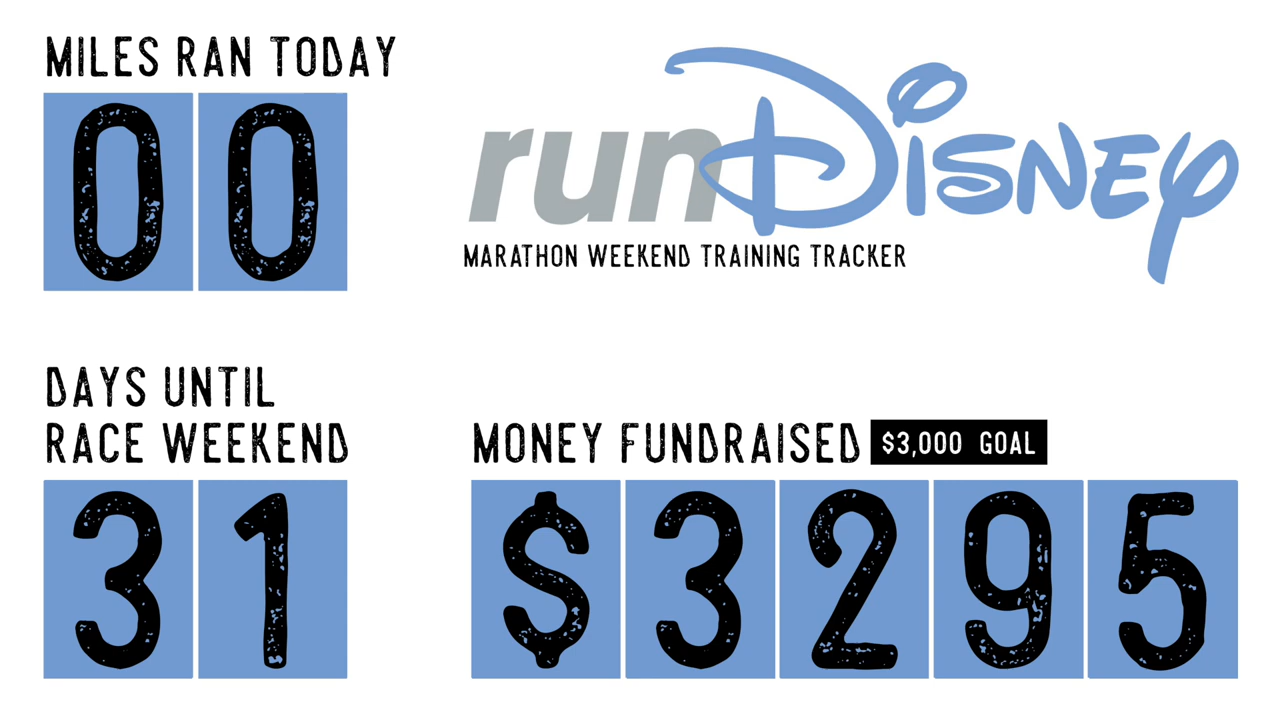 MILES RAN TODAY
00
runDisney
MARATHON WEEKEND TRAINING TRACKER
DAYS UNTIL
RACE WEEKEND
31
MONEY FUNDRAISED $3,000 GOAL
$3295